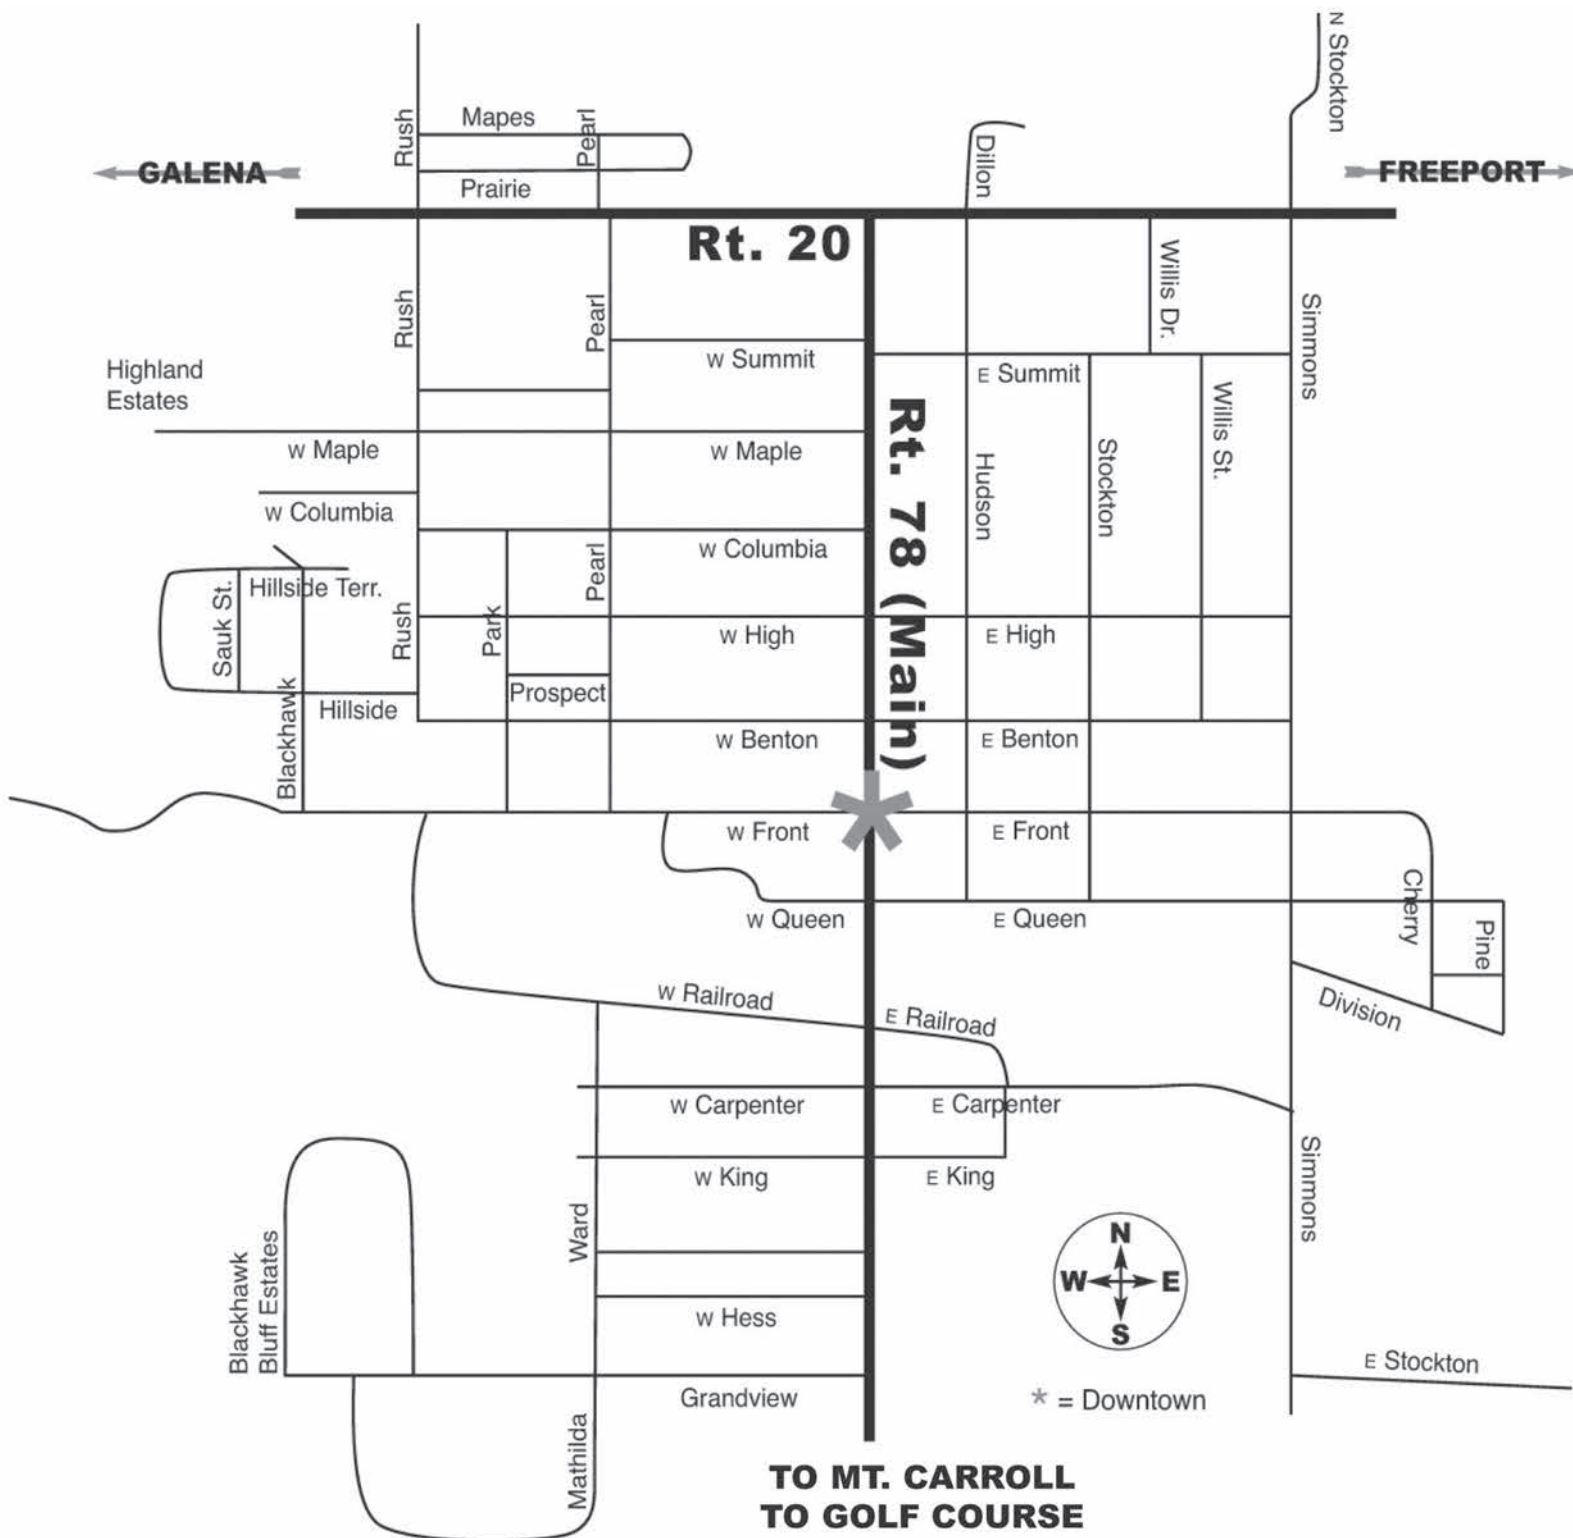 N Stockton
Mapes
Rush
Pearl
Dillon
GALENA
FREEPORT
Prairie
Rt. 20
Willis Dr.
Rush
Pearl
Simmons
W Summit
E Summit
Highland
Estates
Willis St.
Rt. 78 (Main)
W Maple
W Maple
Hudson
Stockton
W Columbia
W Columbia
Pearl
Hillside Terr.
Sauk St.
Rush
Park
W High
E High
Prospect
Hillside
Blackhawk
W Benton
E Benton
W Front
E Front
Cherry
W Queen
E Queen
Pine
W Railroad
E Railroad
Division
W Carpenter
E Carpenter
W King
E King
Simmons
Ward
N
W E
S
Blackhawk
Bluff Estates
W Hess
E Stockton
Grandview
* = Downtown
Mathilda
TO MT. CARROLL
TO GOLF COURSE